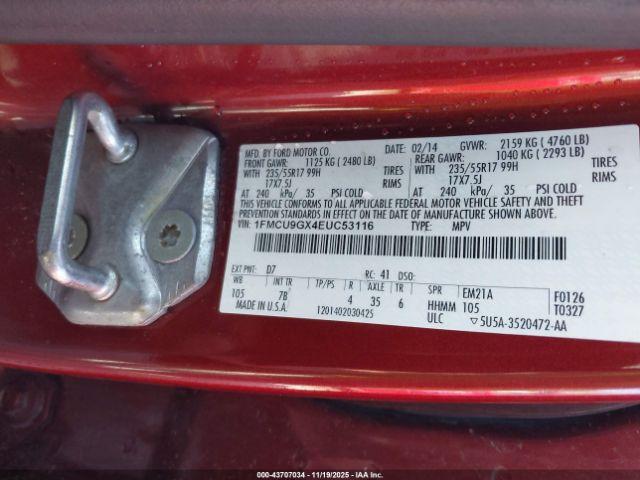 MFD. BY FORD MOTOR CO. DATE: 02/14 GVWR: 2159 KG ( 4760 LB)
FRONT GAWR: 1125 KG ( 2480 LB) REAR GAWR: 1040 KG ( 2293 LB)
WITH 235/55R17 99H TIRES WITH 235/55R17 99H TIRES
17X7.5J RIMS 17X7.5J RIMS
AT 240 kPa/ 35 PSI COLD AT 240 kPa/ 35 PSI COLD
THIS VEHICLE CONFORMS TO ALL APPLICABLE FEDERAL MOTOR VEHICLE SAFETY AND BUMPER
AND THEFT PREVENTION STANDARDS IN EFFECT ON THE DATE OF MANUFACTURE SHOWN ABOVE.
VIN: 1FMCU9GX4EUC53116 TYPE: MPV
EXT PNT: D7 RC: 41 DSO:
WB INT TR TP/PS R AXLE TR SPR EM21A F0126
105 7B 4 35 6 HHMM 105 T0327
MADE IN U.S.A. 1201402030425 ULC 5U5A-3520472-AA
000-43707034 - 11/19/2025 - IAAI.com